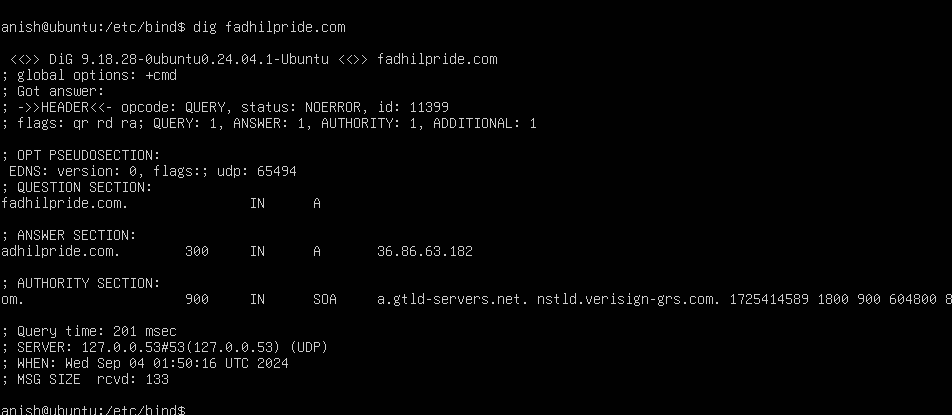 anish@ubuntu:/etc/bind$ dig fadhilpride.com
<<>> DiG 9.18.28-0ubuntu0.24.04.1-Ubuntu <<>> fadhilpride.com
; global options: +cmd
; Got answer:
; ->>HEADER<<- opcode: QUERY, status: NOERROR, id: 11399
; flags: qr rd ra; QUERY: 1, ANSWER: 1, AUTHORITY: 1, ADDITIONAL: 1
; OPT PSEUDOSECTION:
EDNS: version: 0, flags:; udp: 65494
; QUESTION SECTION:
fadhilpride.com. IN A
; ANSWER SECTION:
adhilpride.com. 300 IN A 36.86.63.182
; AUTHORITY SECTION:
om. 900 IN SOA a.gtld-servers.net. nstld.verisign-grs.com. 1725414589 1800 900 604800 8
; Query time: 201 msec
; SERVER: 127.0.0.53#53(127.0.0.53) (UDP)
; WHEN: Wed Sep 04 01:50:16 UTC 2024
; MSG SIZE rcvd: 133
anish@ubuntu:/etc/bind$